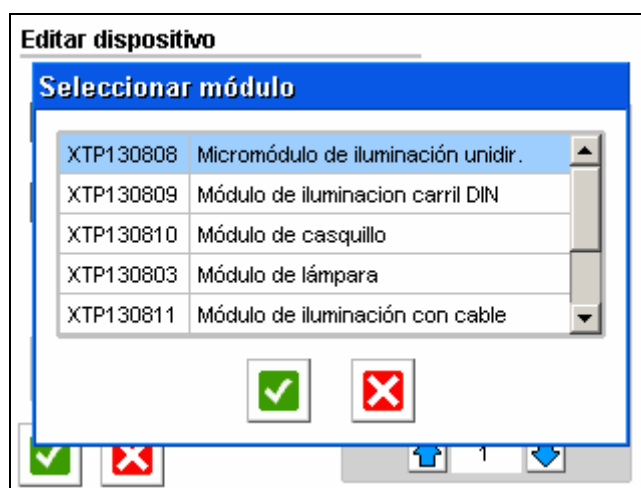 Editar dispositivo
Seleccionar módulo
XTP130808 Micromódulo de iluminación unidir.
XTP130809 Módulo de iluminacion carril DIN
XTP130810 Módulo de casquillo
XTP130803 Módulo de lámpara
XTP130811 Módulo de iluminación con cable
1